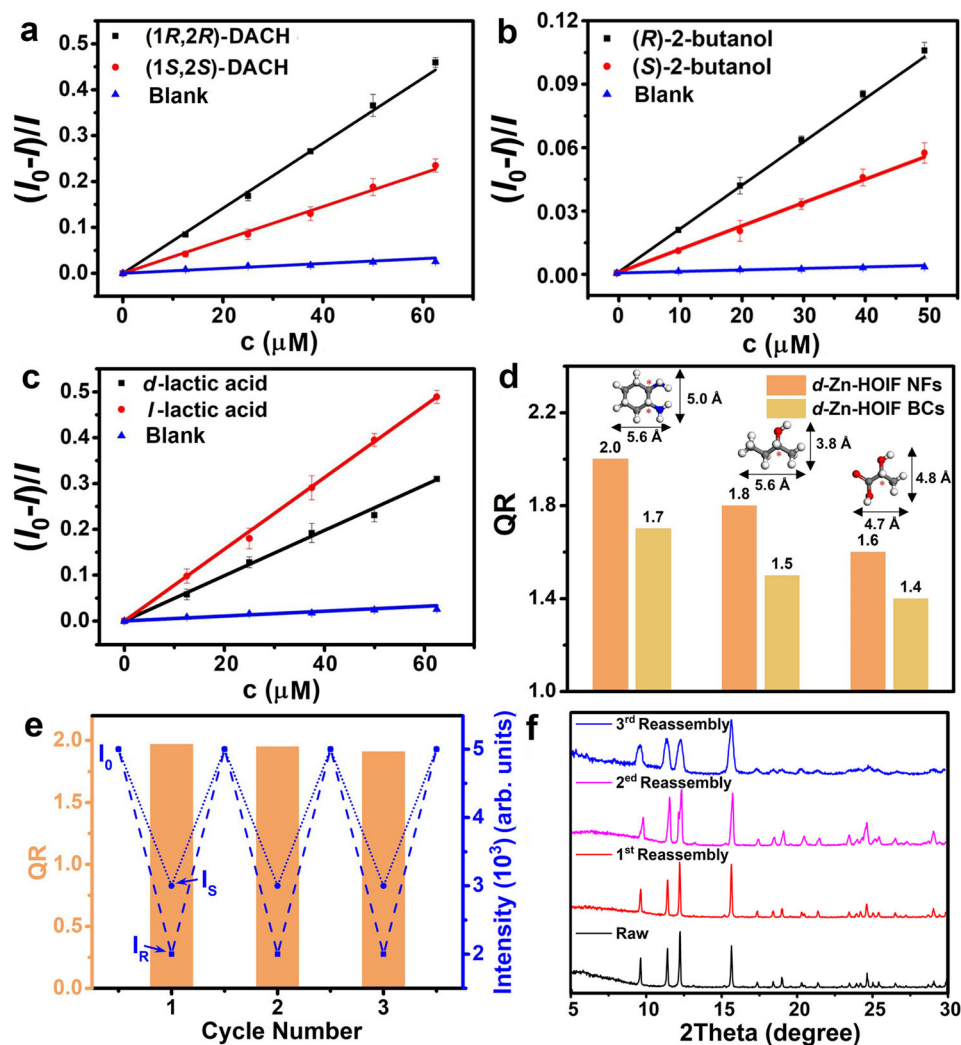 a
(1R,2R)-DACH
(1S,2S)-DACH
Blank
(I0-I)/I
0.5
0.4
0.3
0.2
0.1
0.0
0 20 40 60
c (μM)
b
(R)-2-butanol
(S)-2-butanol
Blank
(I0-I)/I
0.12
0.09
0.06
0.03
0.00
0 10 20 30 40 50
c (μM)
c
d-lactic acid
l-lactic acid
Blank
(I0-I)/I
0.5
0.4
0.3
0.2
0.1
0.0
0 20 40 60
c (μM)
d
d-Zn-HOIF NFs
d-Zn-HOIF BCs
QR
2.2
1.8
1.4
1.0
5.0 Å
5.6 Å
3.8 Å
5.6 Å
4.8 Å
4.7 Å
2.0
1.7
1.8
1.5
1.6
1.4
e
QR
2.0
1.5
1.0
0.5
0.0
I0
IS
IR
1 2 3
Cycle Number
5
4
3
2
Intensity (10³) (arb. units)
f
3rd Reassembly
2ed Reassembly
1st Reassembly
Raw
5 10 15 20 25 30
2Theta (degree)